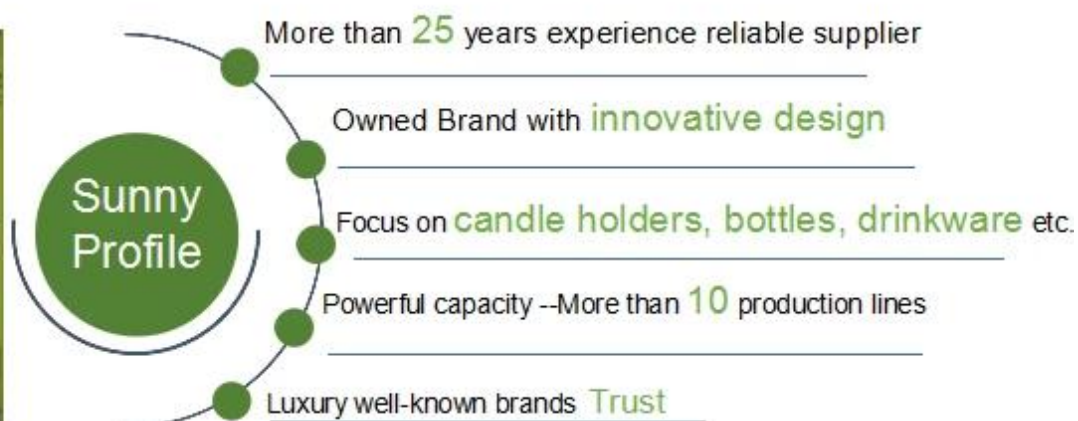 Sunny
Profile
More than 25 years experience reliable supplier
Owned Brand with innovative design
Focus on candle holders, bottles, drinkware etc.
Powerful capacity --More than 10 production lines
Luxury well-known brands Trust